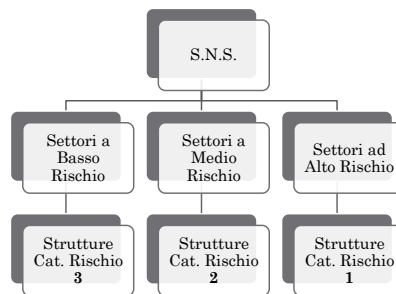 S.N.S.
Settori a
Basso
Rischio
Settori a
Medio
Rischio
Settori ad
Alto Rischio
Strutture
Cat. Rischio
3
Strutture
Cat. Rischio
2
Strutture
Cat. Rischio
1